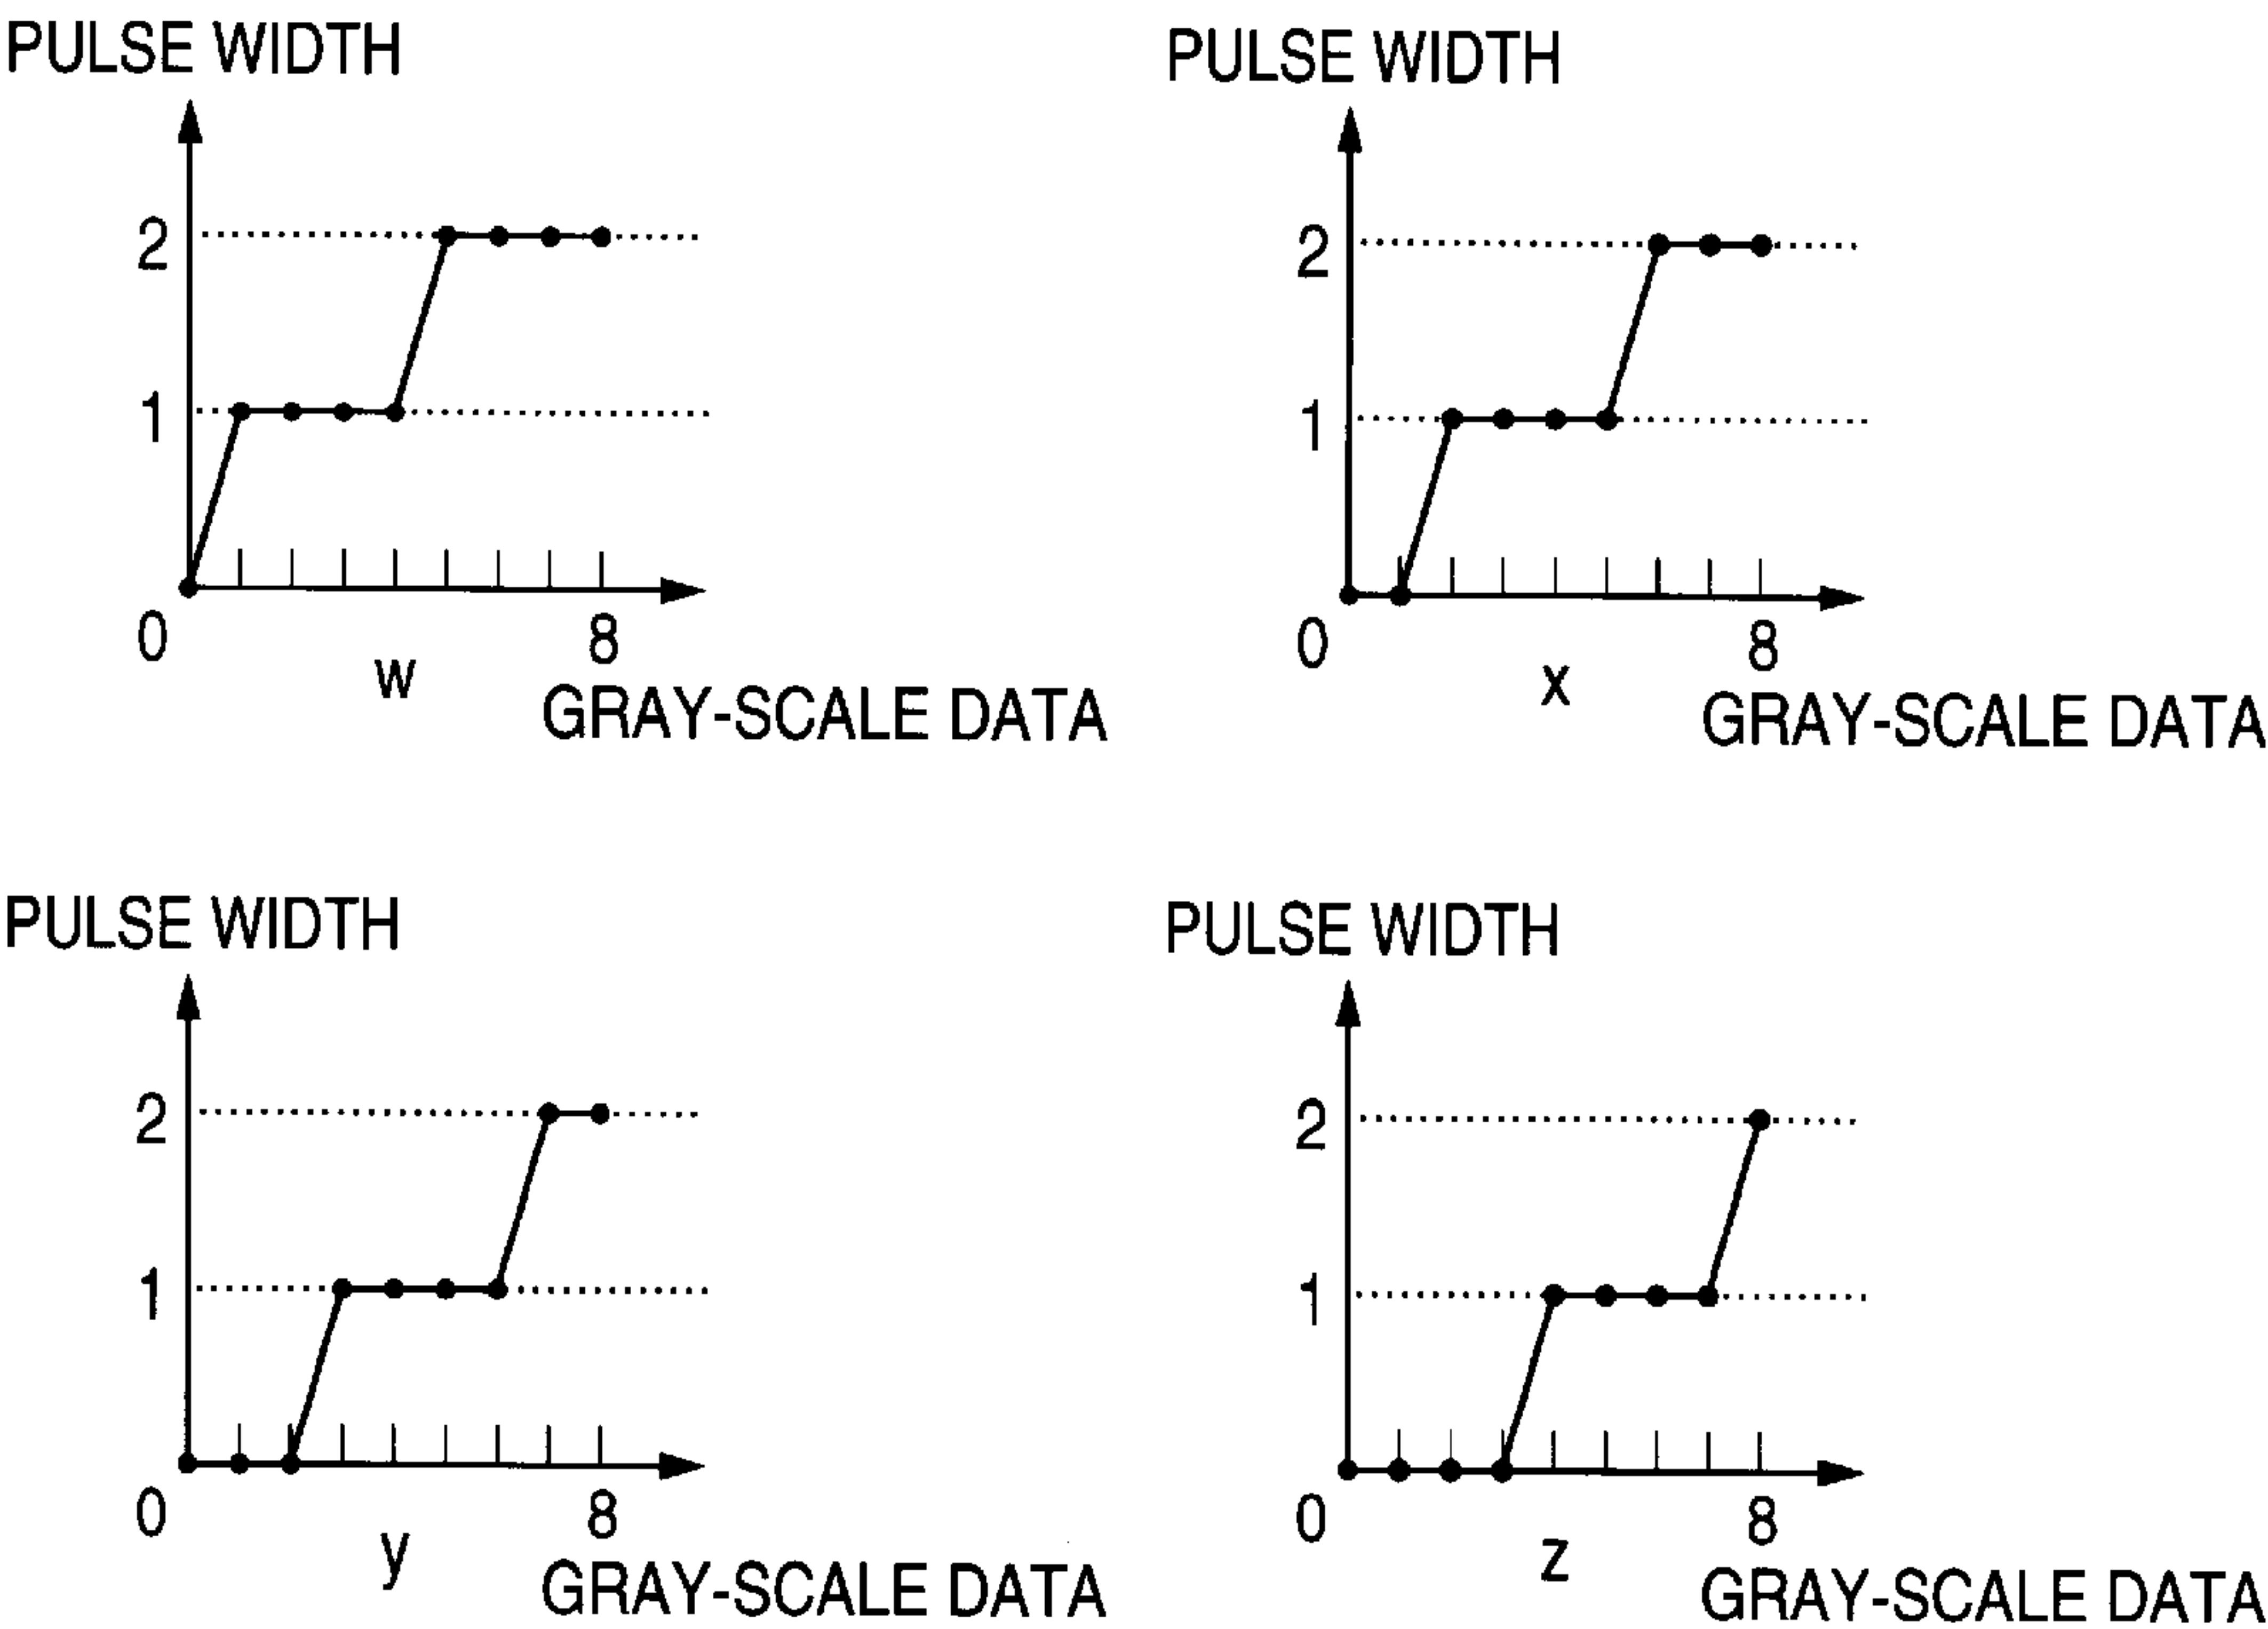 PULSE WIDTH
2
1
0
8
w
GRAY-SCALE DATA
PULSE WIDTH
2
1
0
8
x
GRAY-SCALE DATA
PULSE WIDTH
2
1
0
8
y
GRAY-SCALE DATA
PULSE WIDTH
2
1
0
8
z
GRAY-SCALE DATA